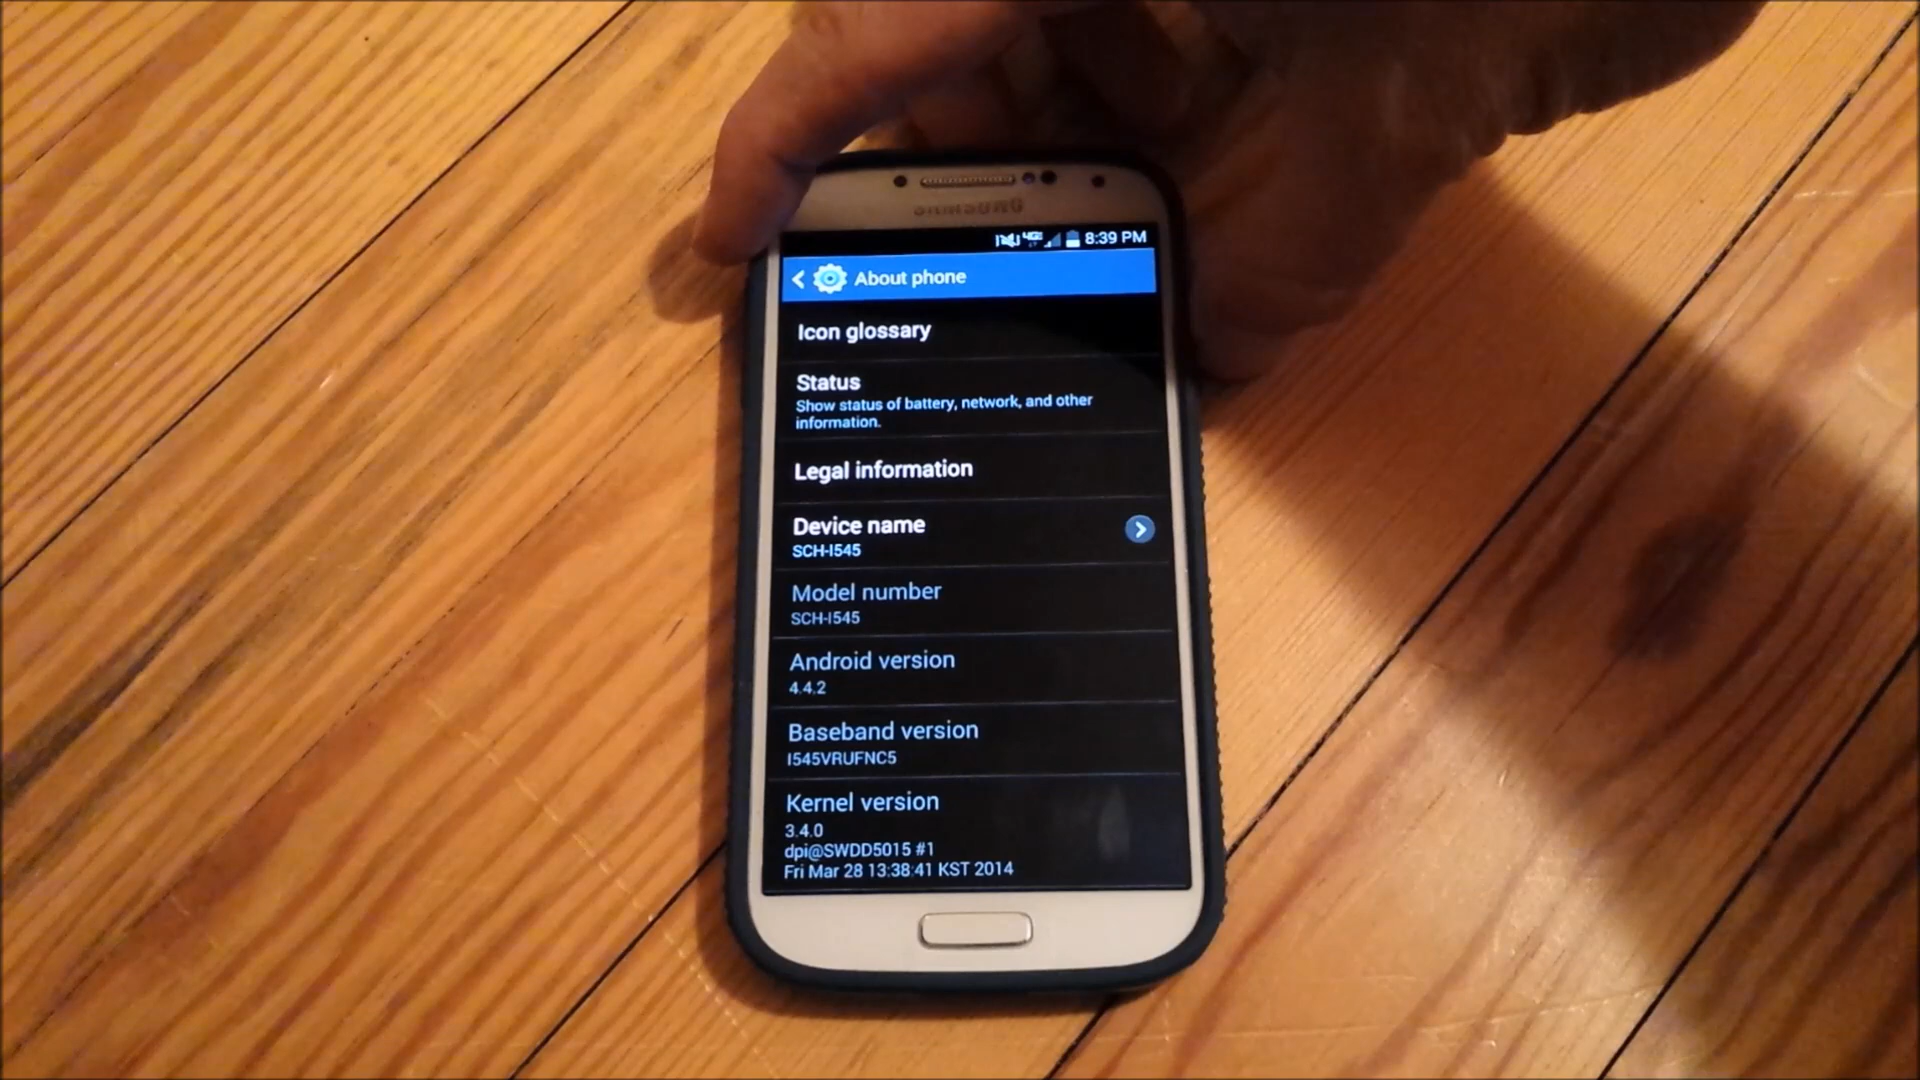 SAMSUNG
4G 8:39 PM
About phone
Icon glossary
Status
Show status of battery, network, and other
information.
Legal information
Device name
SCH-I545
Model number
SCH-I545
Android version
4.4.2
Baseband version
I545VRUFNC5
Kernel version
3.4.0
dpi@SWDD5015 #1
Fri Mar 28 13:38:41 KST 2014